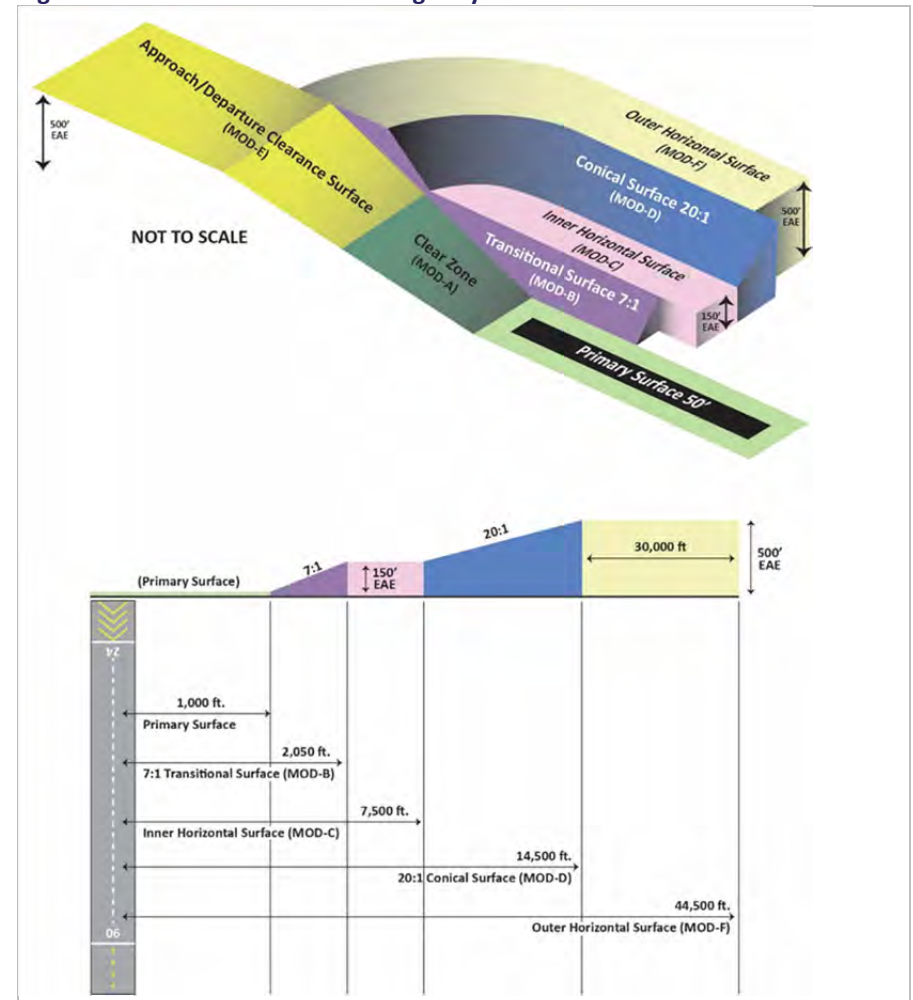 Approach/Departure Clearance Surface
(MOD-E)
500'
EAE
NOT TO SCALE
Outer Horizontal Surface
(MOD-F)
Conical Surface 20:1
(MOD-D)
500'
EAE
Inner Horizontal Surface
(MOD-C)
Clear Zone
(MOD-A)
Transitional Surface 7:1
(MOD-B)
150'
EAE
Primary Surface 50'
20:1
30,000 ft
500'
EAE
7:1
150'
EAE
(Primary Surface)
24
1,000 ft.
Primary Surface
2,050 ft.
7:1 Transitional Surface (MOD-B)
7,500 ft.
Inner Horizontal Surface (MOD-C)
14,500 ft.
20:1 Conical Surface (MOD-D)
44,500 ft.
Outer Horizontal Surface (MOD-F)
06